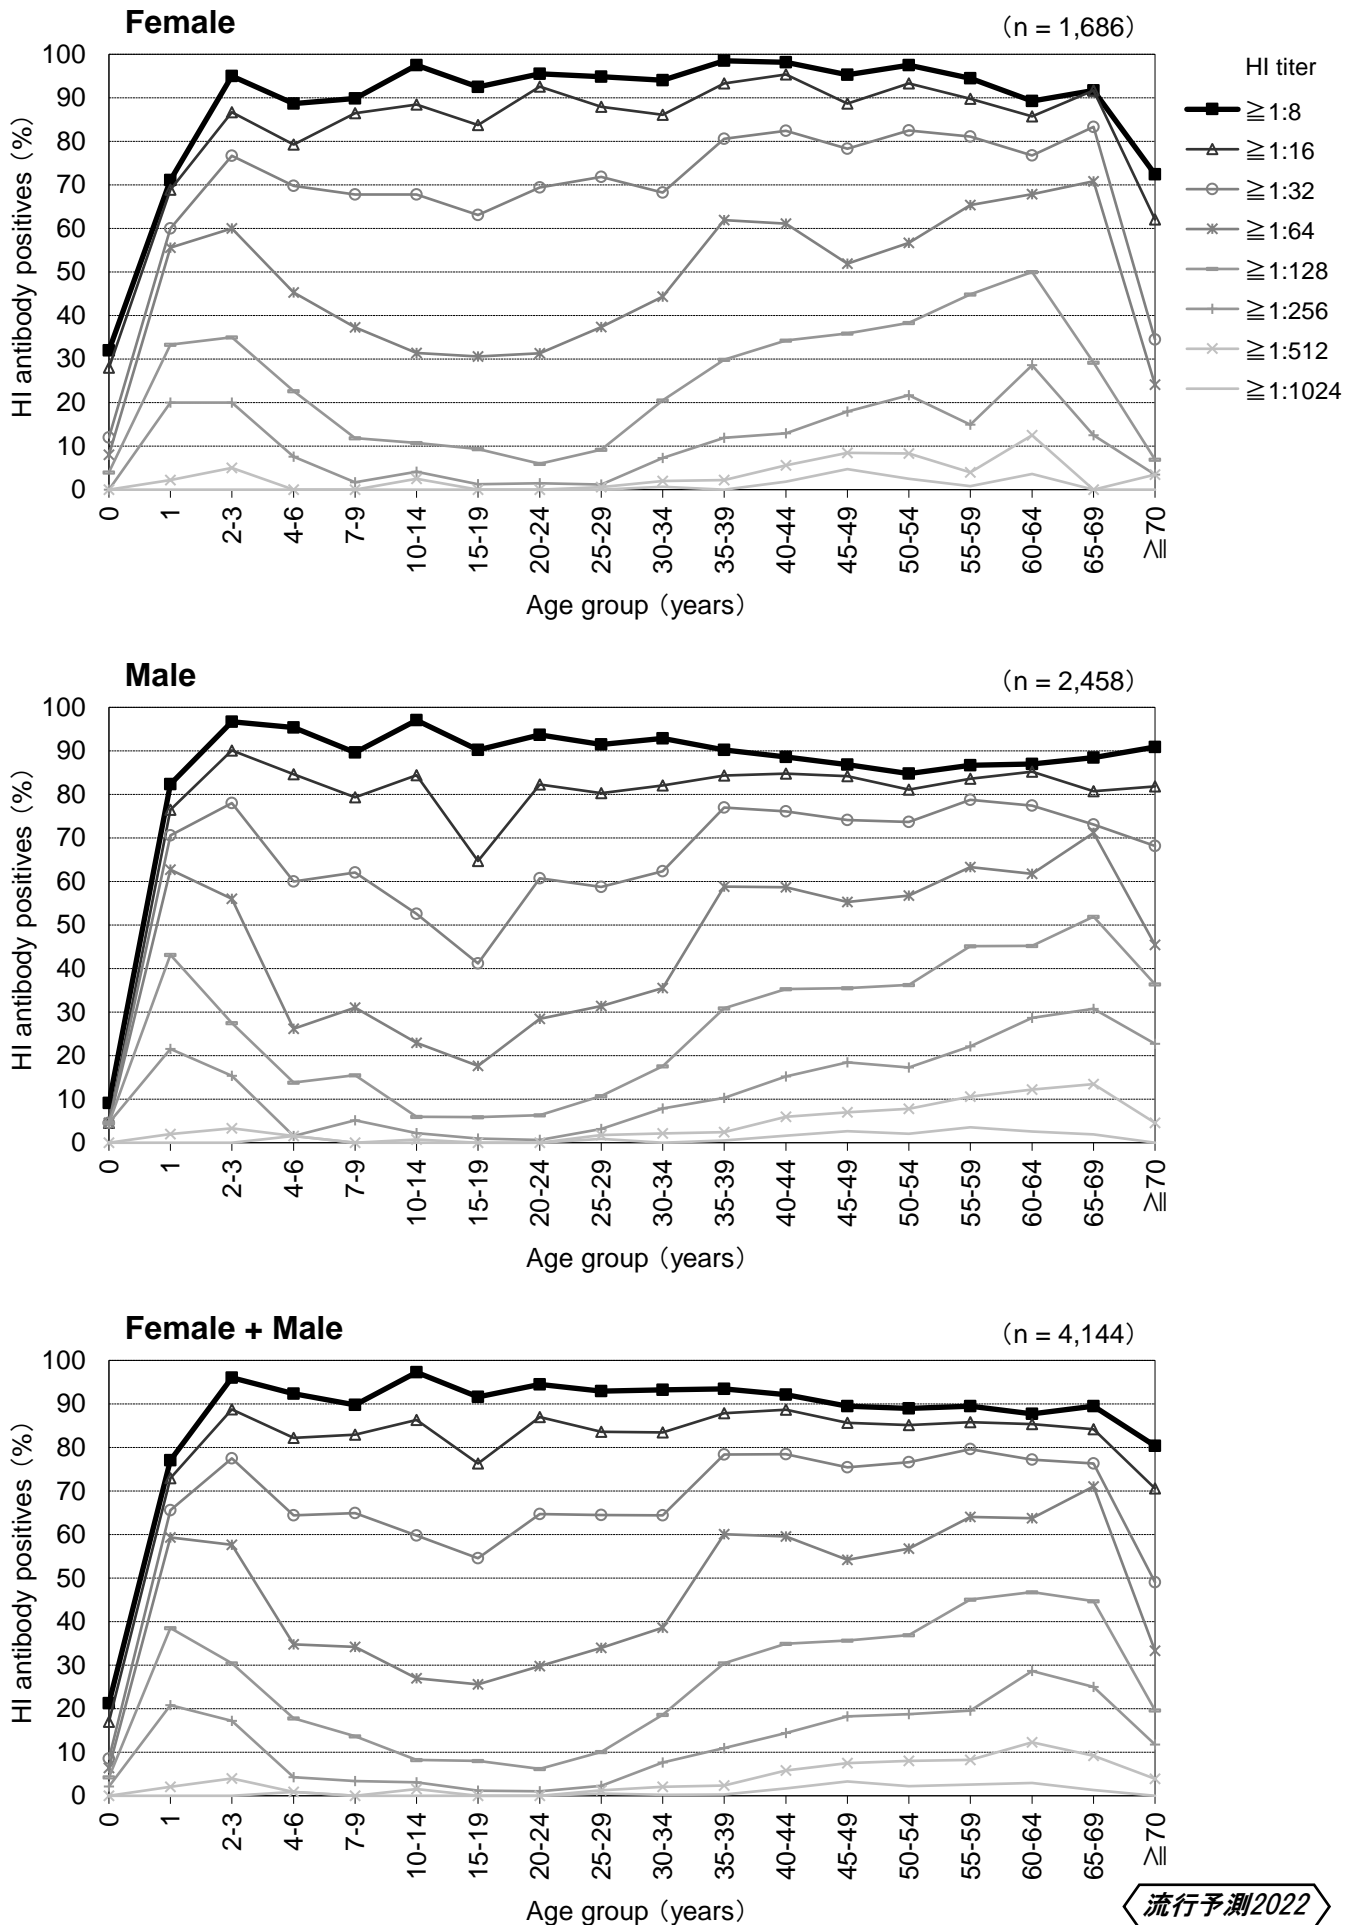 Female
（n = 1,686）
HI titer
≧1:8
≧1:16
≧1:32
≧1:64
≧1:128
≧1:256
≧1:512
≧1:1024
HI antibody positives（%）
100
90
80
70
60
50
40
30
20
10
0
0 1 2-3 4-6 7-9 10-14 15-19 20-24 25-29 30-34 35-39 40-44 45-49 50-54 55-59 60-64 65-69 ≧70
Age group（years）
Male
（n = 2,458）
HI antibody positives（%）
100
90
80
70
60
50
40
30
20
10
0
0 1 2-3 4-6 7-9 10-14 15-19 20-24 25-29 30-34 35-39 40-44 45-49 50-54 55-59 60-64 65-69 ≧70
Age group（years）
Female + Male
（n = 4,144）
HI antibody positives（%）
100
90
80
70
60
50
40
30
20
10
0
0 1 2-3 4-6 7-9 10-14 15-19 20-24 25-29 30-34 35-39 40-44 45-49 50-54 55-59 60-64 65-69 ≧70
Age group（years）
流行予測2022